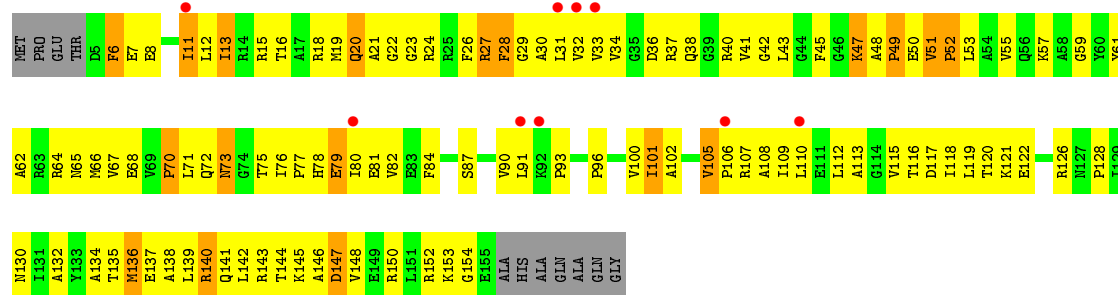 MET PRO GLU THR D5 F6 E7 E8 I11 L12 I13 R14 R15 T16 A17 R18 M19 Q20 A21 G22 G23 R24 R25 F26 R27 F28 G29 A30 L31 V32 V33 V34 G35 D36 R37 Q38 G39 R40 V41 G42 L43 G44 F45 G46 K47 A48 P49 E50 V51 P52 L53 A54 V55 Q56 K57 A58 G59 Y60 Y61
A62 R63 R64 N65 M66 V67 E68 V69 P70 L71 Q72 N73 G74 T75 I76 P77 H78 E79 I80 E81 V82 E83 F84 S87 V90 L91 K92 P93 P96 V100 I101 A102 V105 P106 R107 A108 I109 L110 E111 L112 A113 G114 V115 T116 D117 I118 L119 T120 K121 E122 R126 N127 P128 I129
N130 I131 A132 Y133 A134 T135 M136 E137 A138 L139 R140 Q141 L142 R143 T144 K145 A146 D147 V148 E149 R150 L151 R152 K153 G154 E155 ALA HIS ALA GLN ALA GLN GLY